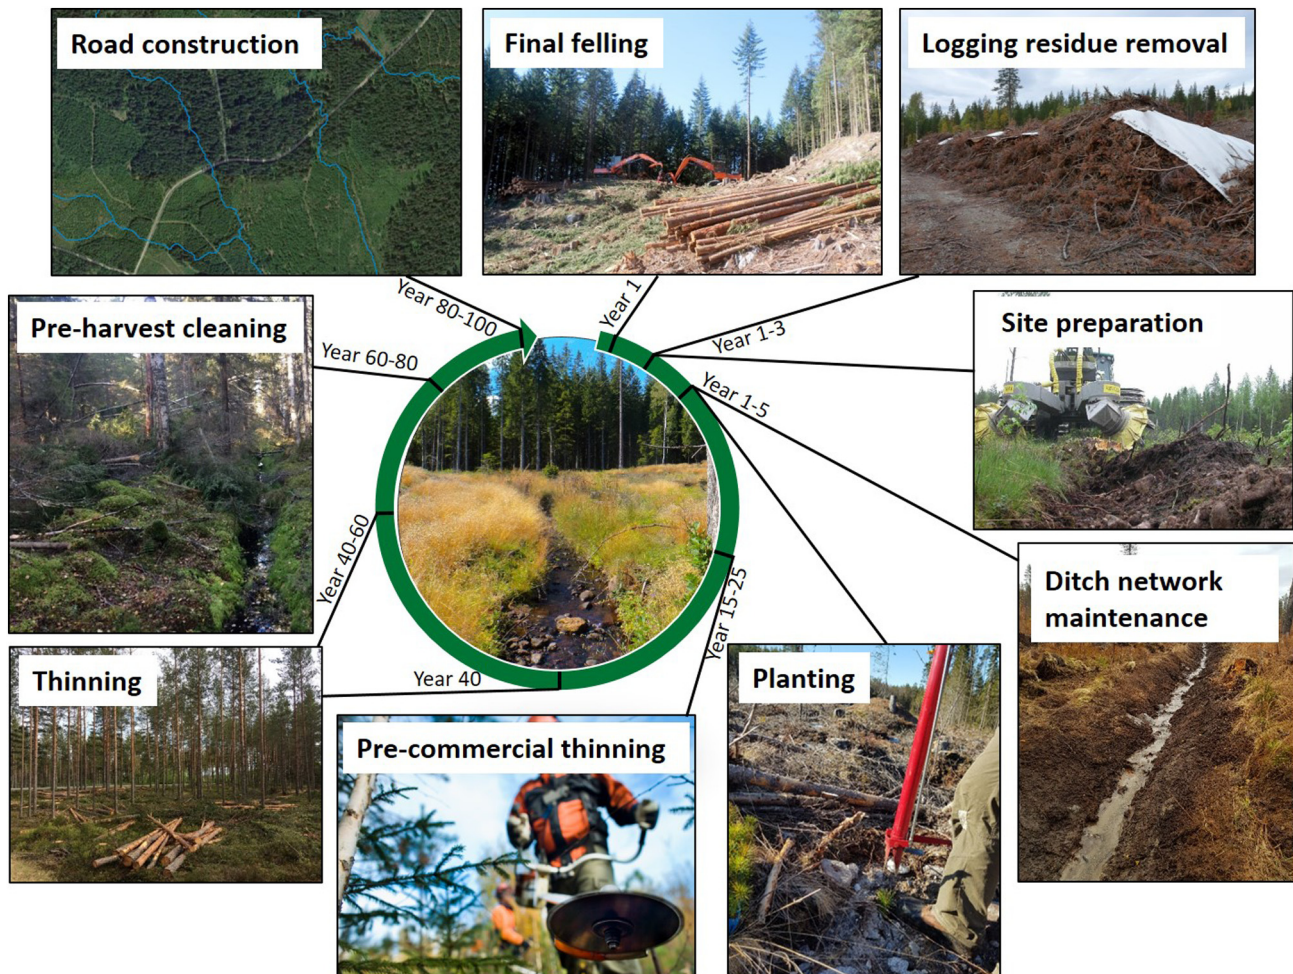 Road construction
Final felling
Logging residue removal
Year 80-100
Year 1
Year 1-3
Pre-harvest cleaning
Year 60-80
Site preparation
Year 1-5
Year 40-60
Year 15-25
Ditch network
maintenance
Thinning
Year 40
Planting
Pre-commercial thinning